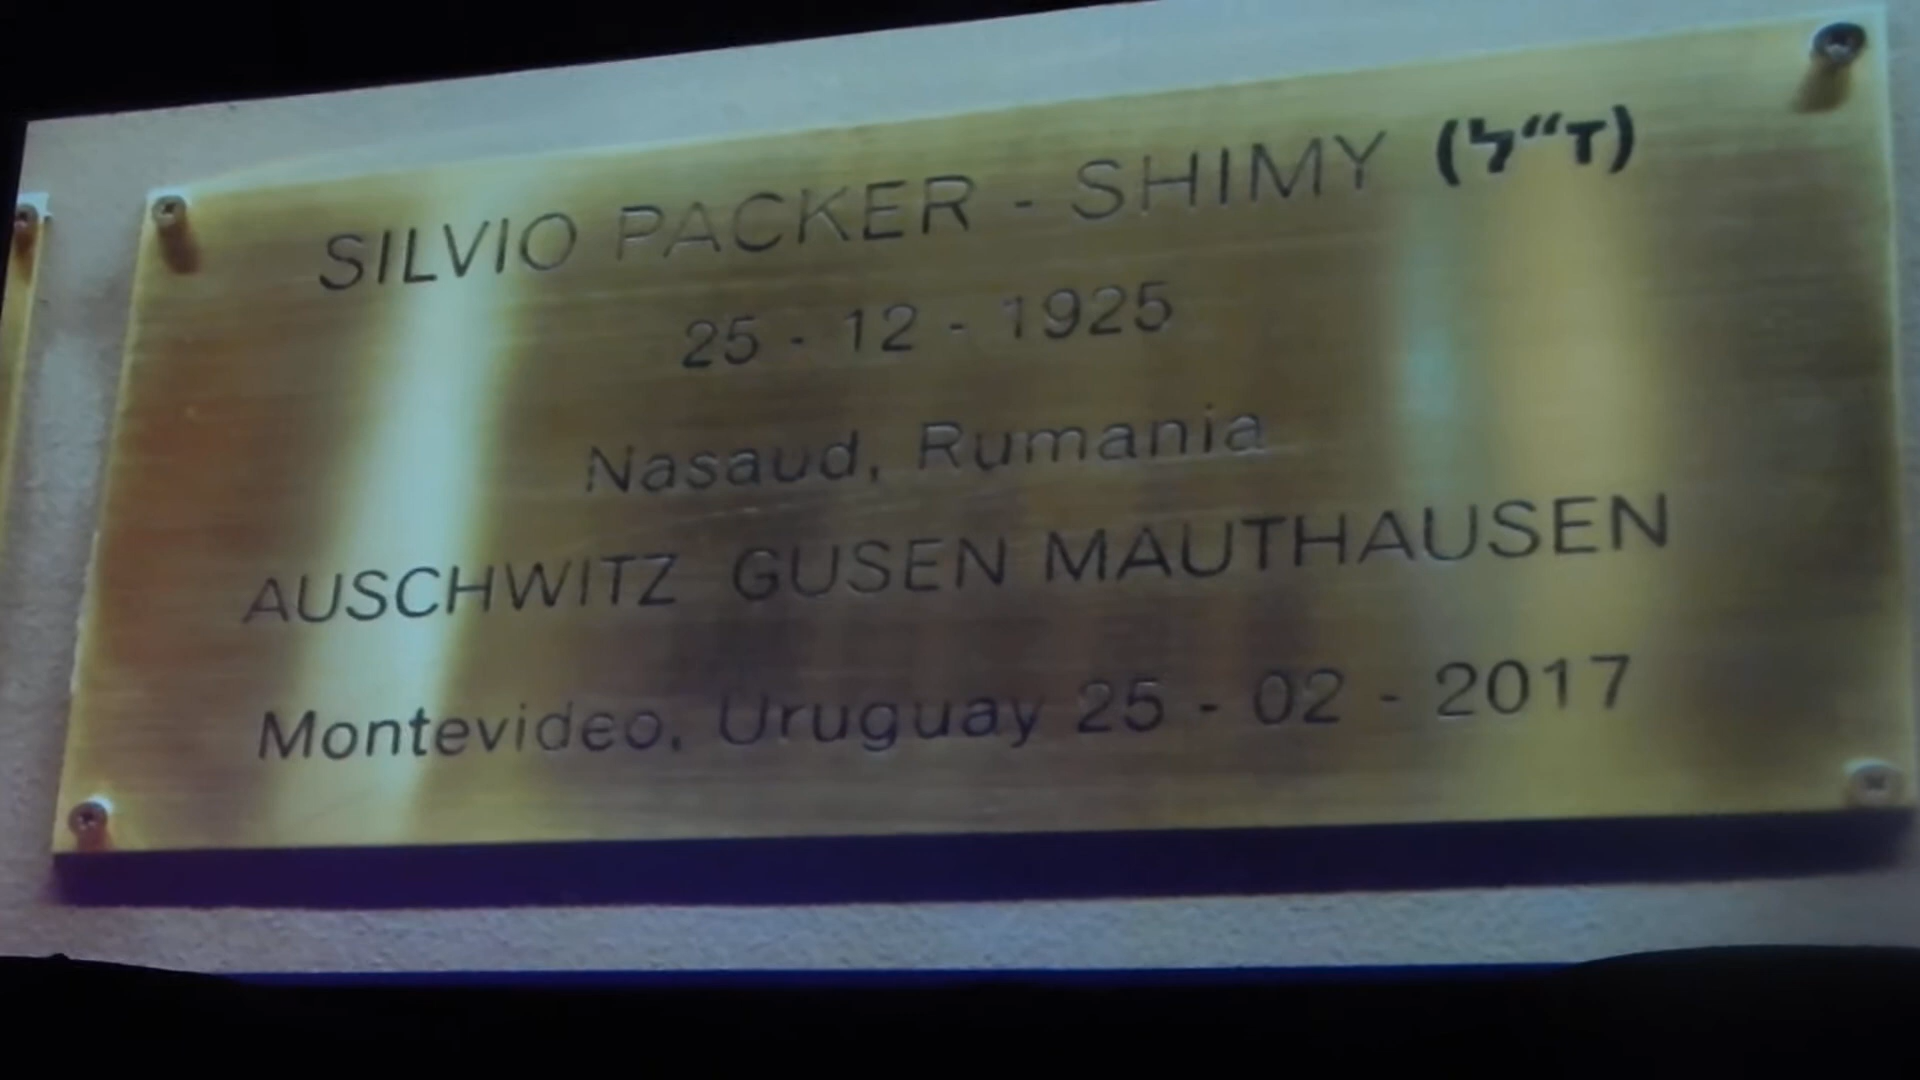 SILVIO PACKER - SHIMY (ז״ל)
25 - 12 - 1925
Nasaud, Rumania
AUSCHWITZ GUSEN MAUTHAUSEN
Montevideo, Uruguay 25 - 02 - 2017